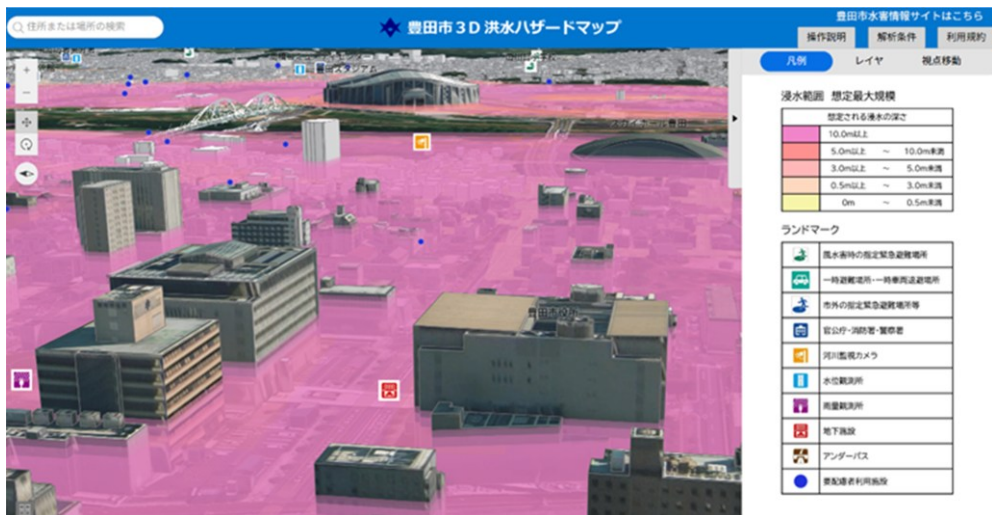 住所または場所の検索
豊田市3D洪水ハザードマップ
豊田市水害情報サイトはこちら
操作説明 解析条件 利用規約
凡例 レイヤ 視点移動
浸水範囲 想定最大規模
想定される浸水の深さ
10.0m以上
5.0m以上 ~ 10.0m未満
3.0m以上 ~ 5.0m未満
0.5m以上 ~ 3.0m未満
0m ~ 0.5m未満
ランドマーク
風水害時の指定緊急避難場所
一時避難場所・一時車両退避場所
市外の指定緊急避難場所等
官公庁・消防署・警察署
河川監視カメラ
水位観測所
雨量観測所
地下施設
アンダーパス
要配慮者利用施設
豊田市役所